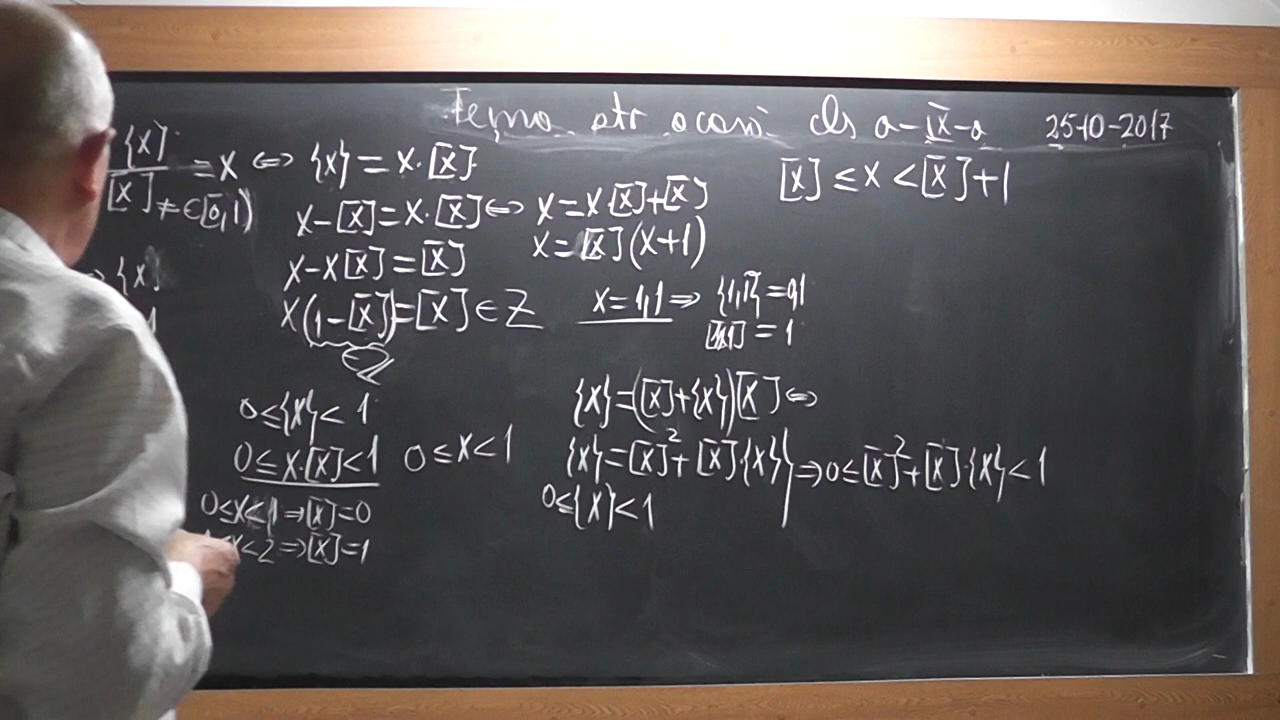 Temă ptr acasă cls a-IX-a 25-10-2017
{x}/[x] = x ⇔ {x} = x·[x]
[x] ≤ x < [x]+1
≠ ∈[0,1)
x-[x] = x·[x] ⇔ x = x[x]+[x]
x = [x](x+1)
x-x[x] = [x]
{x}
x(1-[x]) = [x] ∈ Z
x = 1,1 ⇒ {1,1} = 0,1
[1,1] = 1
1
{x} = ([x]+{x})[x] ⇔
0 ≤ {x} < 1
{x} = [x]²+[x]·{x} ⇒ 0 ≤ [x]²+[x]·{x} < 1
0 ≤ x·[x] < 1 0 ≤ x < 1
0 ≤ {x} < 1
0 ≤ x < 1 ⇒ [x] = 0
x < 2 ⇒ [x] = 1